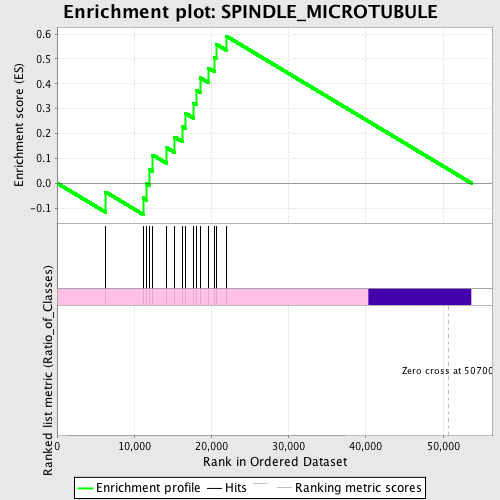 Enrichment plot: SPINDLE_MICROTUBULE
Enrichment score (ES)
0.6
0.5
0.4
0.3
0.2
0.1
0.0
-0.1
Ranked list metric (Ratio_of_Classes)
Zero cross at 50700
0
10,000
20,000
30,000
40,000
50,000
Rank in Ordered Dataset
Enrichment profile
Hits
Ranking metric scores